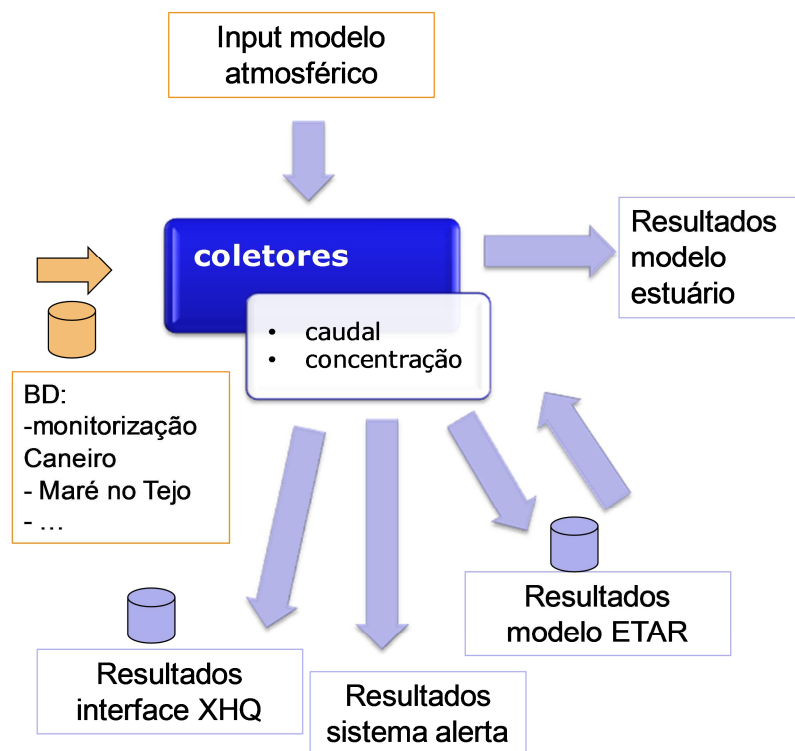 Input modelo
atmosférico
coletores
• caudal
• concentração
Resultados
modelo
estuário
BD:
-monitorização
Caneiro
- Maré no Tejo
- ...
Resultados
modelo ETAR
Resultados
interface XHQ
Resultados
sistema alerta